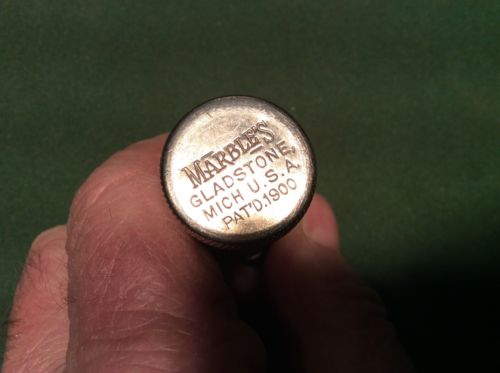 MARBLE'S
GLADSTONE,
MICH U.S.A.
PAT'D.1900